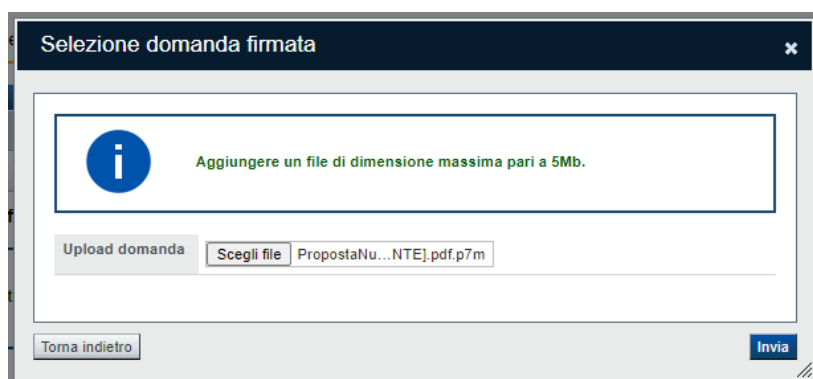 Selezione domanda firmata
Aggiungere un file di dimensione massima pari a 5Mb.
Upload domanda Scegli file PropostaNu...NTE].pdf.p7m
Torna indietro Invia